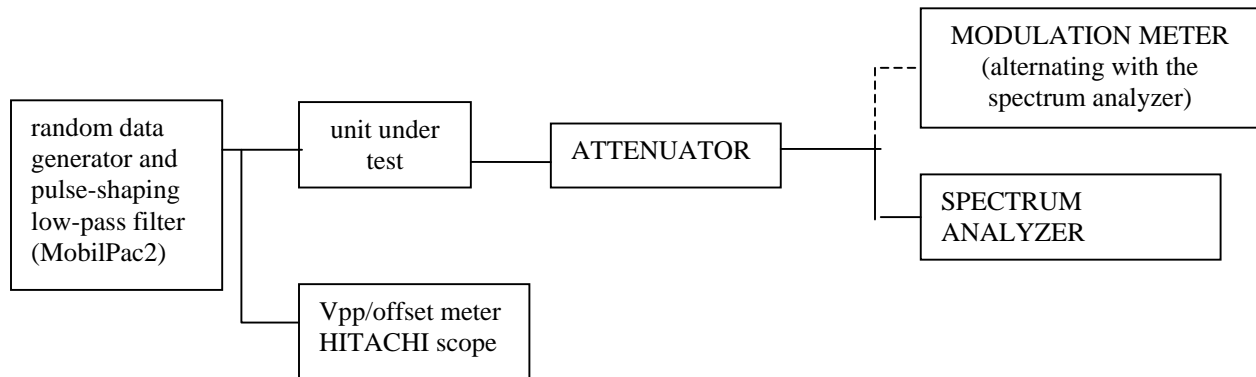 random data
generator and
pulse-shaping
low-pass filter
(MobilPac2)
unit under
test
Vpp/offset meter
HITACHI scope
ATTENUATOR
MODULATION METER
(alternating with the
spectrum analyzer)
SPECTRUM
ANALYZER